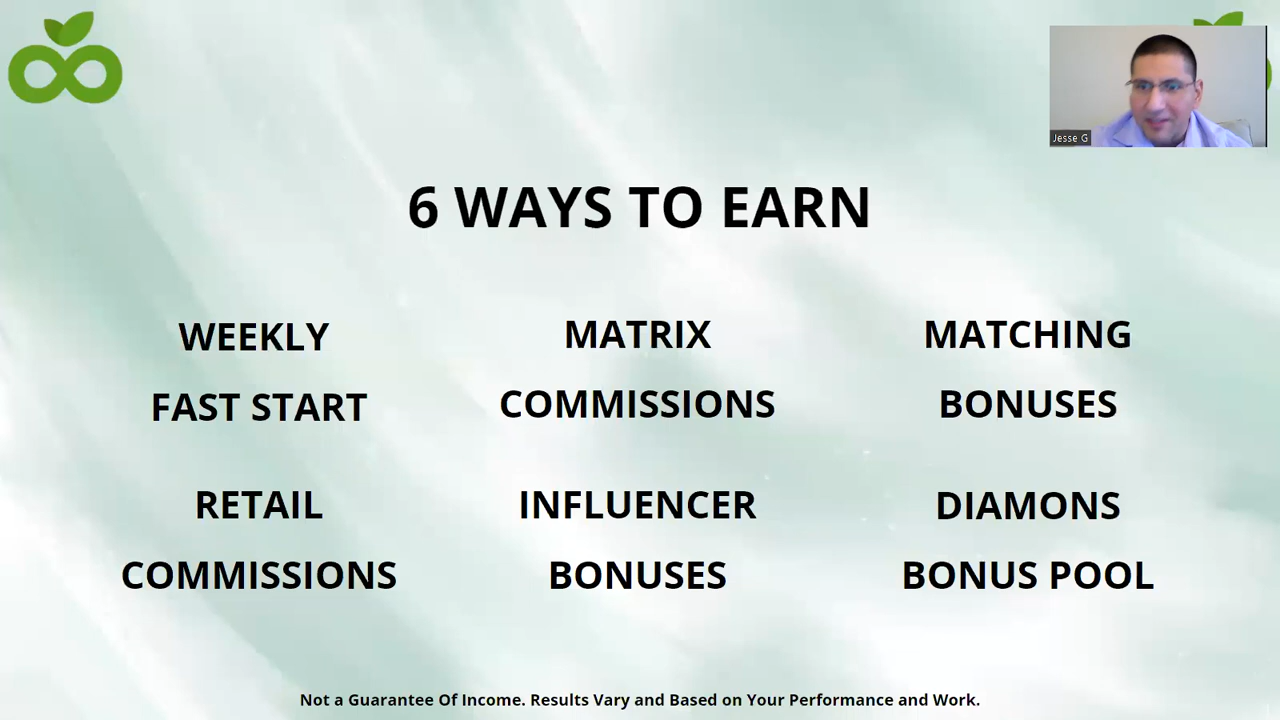 Jesse G
6 WAYS TO EARN
WEEKLY
FAST START
MATRIX
COMMISSIONS
MATCHING
BONUSES
RETAIL
COMMISSIONS
INFLUENCER
BONUSES
DIAMONS
BONUS POOL
Not a Guarantee Of Income. Results Vary and Based on Your Performance and Work.